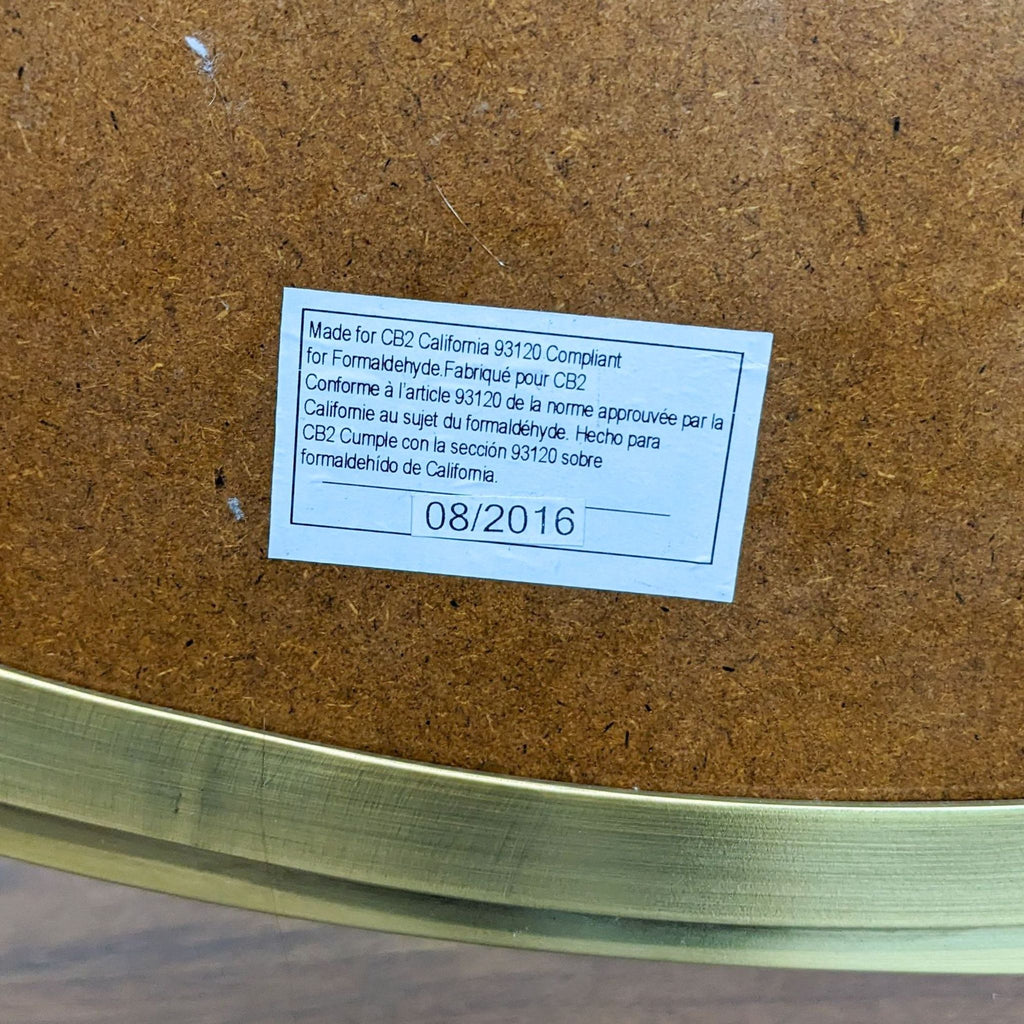 Made for CB2 California 93120 Compliant
for Formaldehyde.Fabriqué pour CB2
Conforme à l'article 93120 de la norme approuvée par la
Californie au sujet du formaldéhyde. Hecho para
CB2 Cumple con la sección 93120 sobre
formaldehído de California.
08/2016